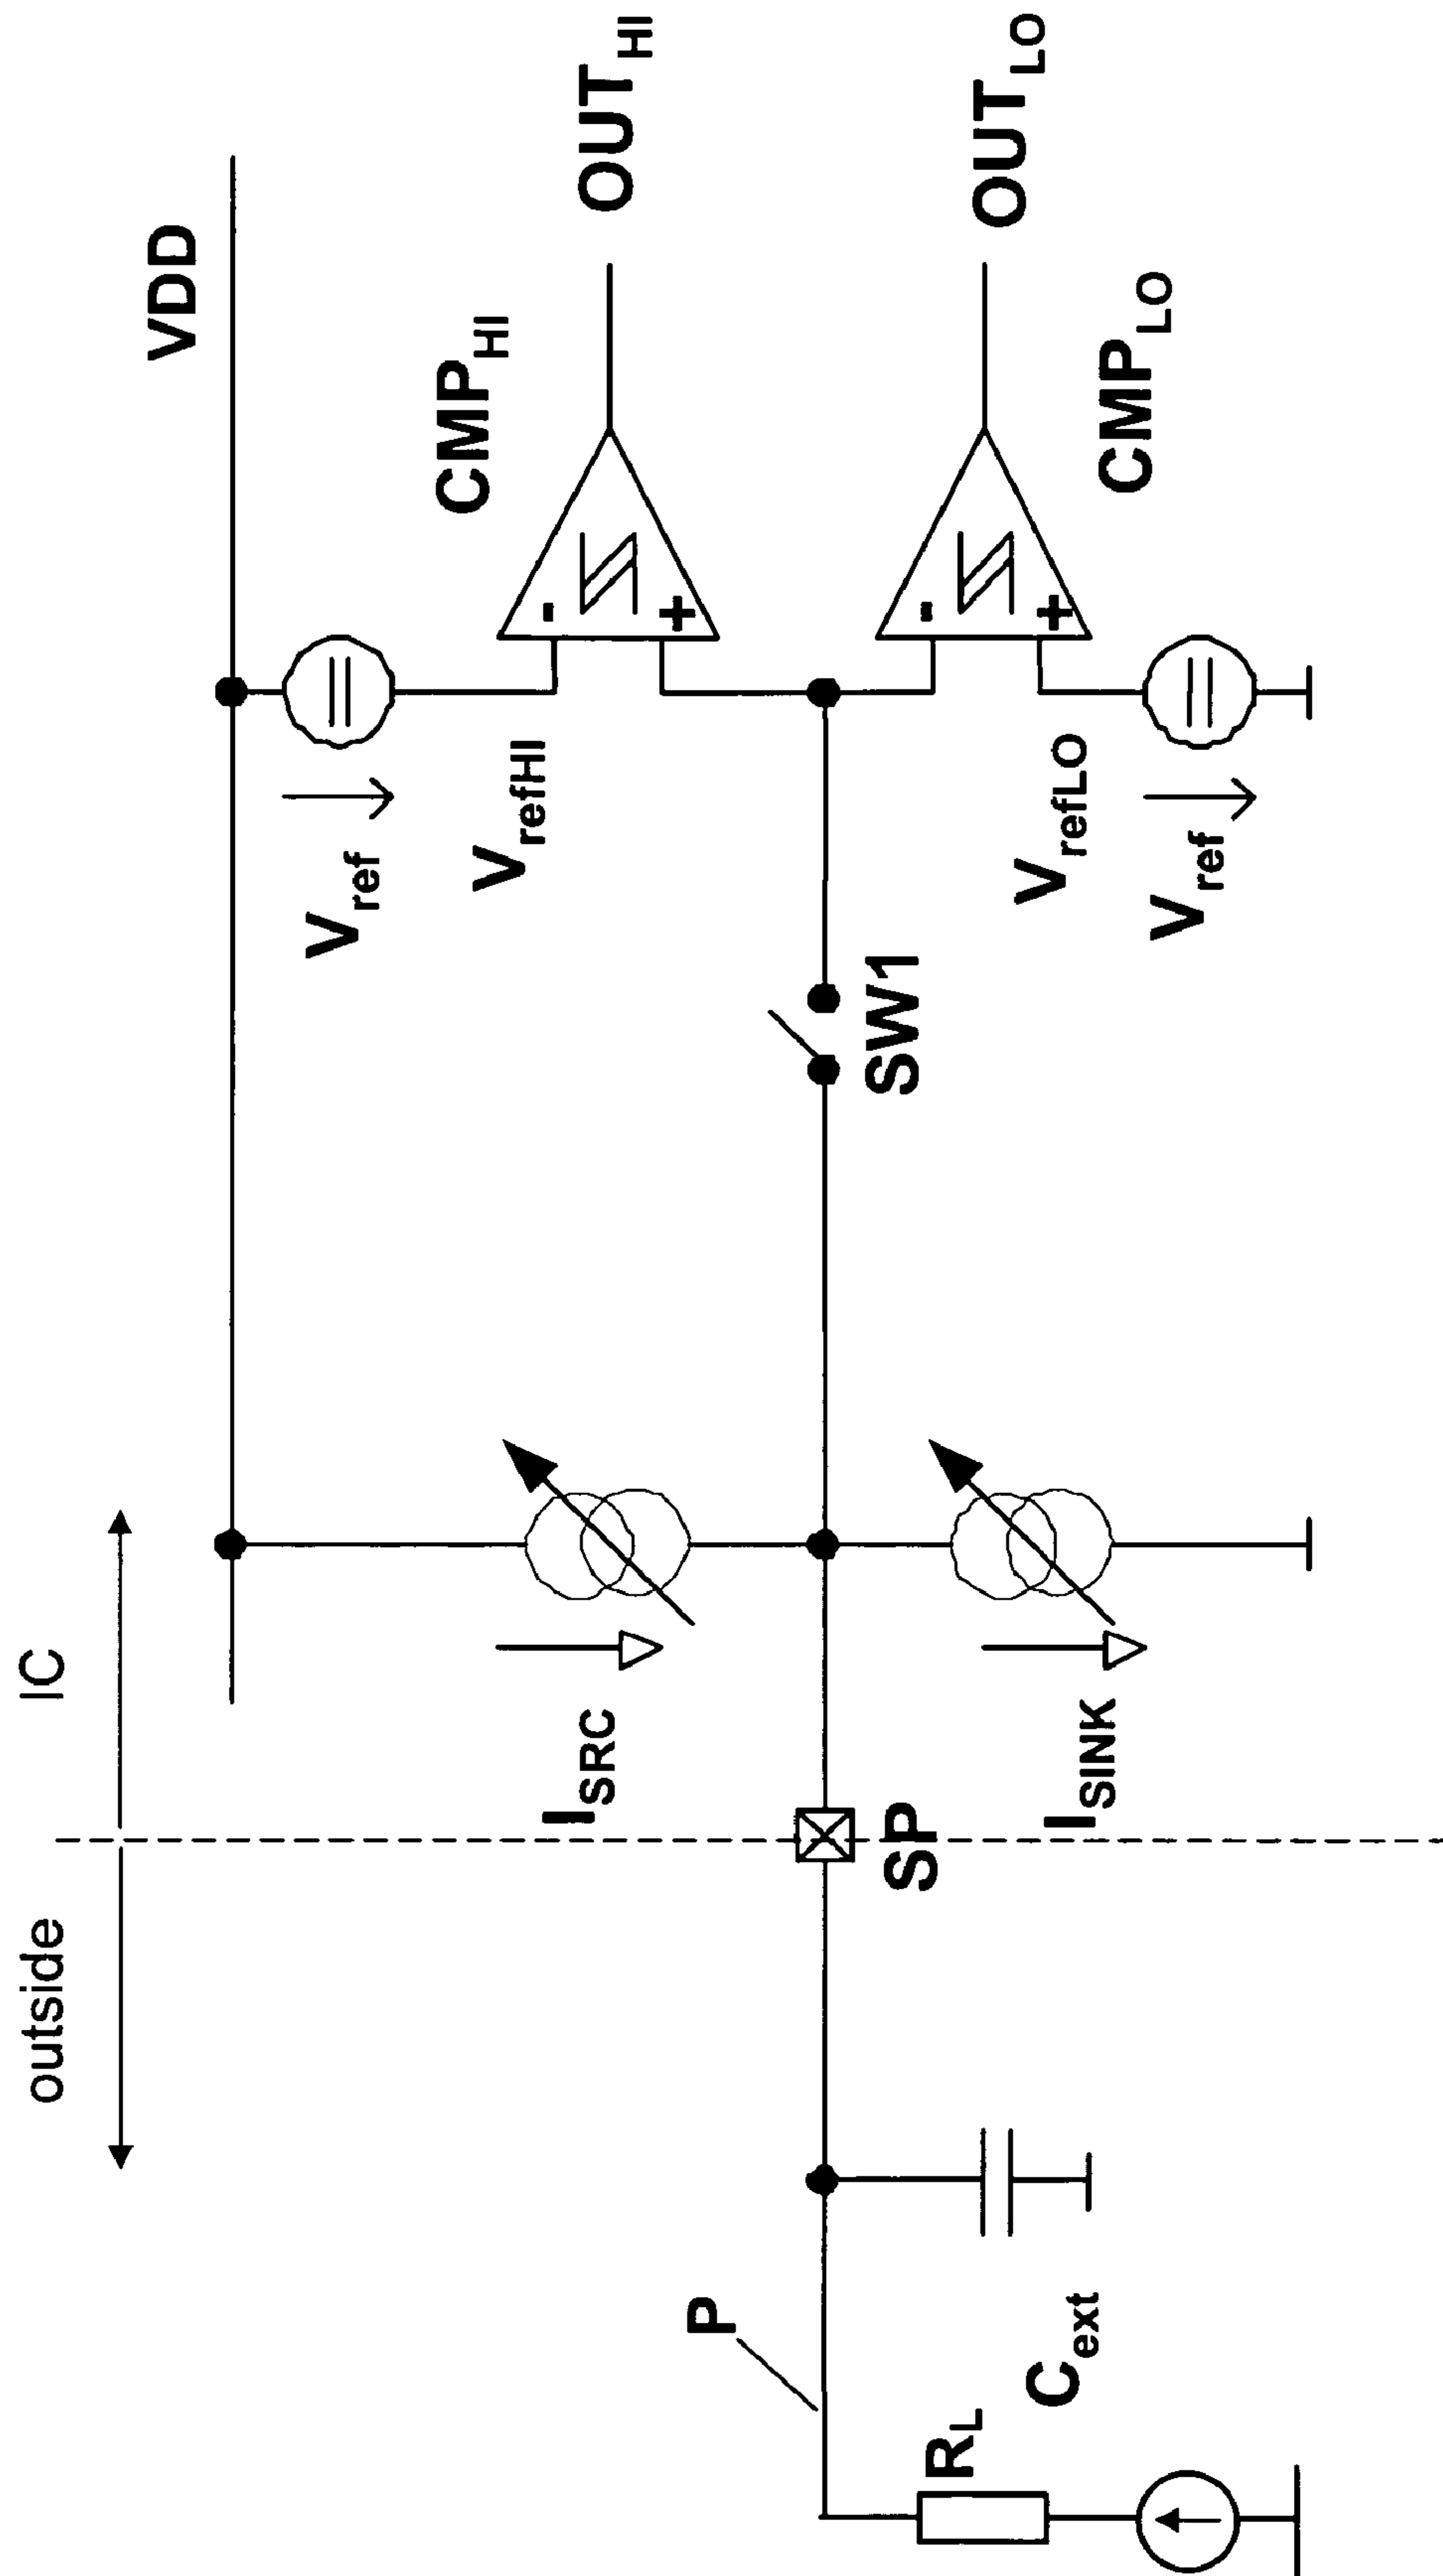 outside
IC
VDD
V_ref
CMP_HI
V_refHI
-
I_SRC
OUT_HI
+
P
SW1
SP
-
R_L
OUT_LO
V_refLO
+
C_ext
I_SINK
CMP_LO
V_ref